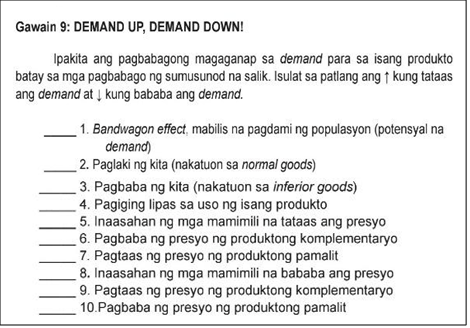 Gawain 9: DEMAND UP, DEMAND DOWN!
Ipakita ang pagbabagong magaganap sa demand para sa isang produkto
batay sa mga pagbabago ng sumusunod na salik. Isulat sa patlang ang ↑ kung tataas
ang demand at ↓ kung bababa ang demand.
_____ 1. Bandwagon effect, mabilis na pagdami ng populasyon (potensyal na
demand)
_____ 2. Paglaki ng kita (nakatuon sa normal goods)
_____ 3. Pagbaba ng kita (nakatuon sa inferior goods)
_____ 4. Pagiging lipas sa uso ng isang produkto
_____ 5. Inaasahan ng mga mamimili na tataas ang presyo
_____ 6. Pagbaba ng presyo ng produktong komplementaryo
_____ 7. Pagtaas ng presyo ng produktong pamalit
_____ 8. Inaasahan ng mga mamimili na bababa ang presyo
_____ 9. Pagtaas ng presyo ng produktong komplementaryo
_____ 10.Pagbaba ng presyo ng produktong pamalit